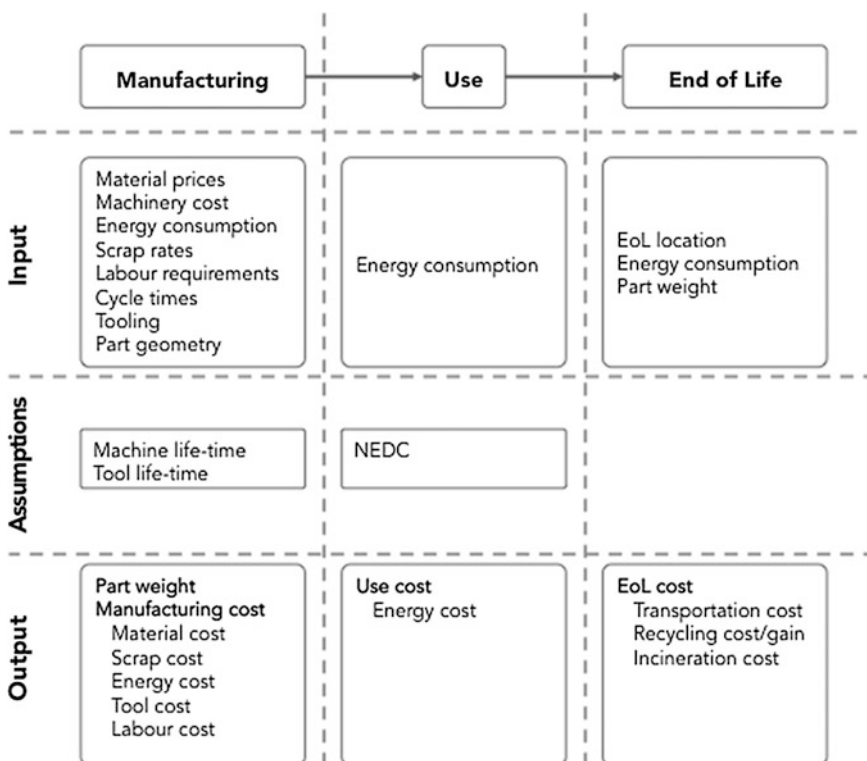 Manufacturing
Use
End of Life
Input
Material prices
Machinery cost
Energy consumption
Scrap rates
Labour requirements
Cycle times
Tooling
Part geometry
Energy consumption
EoL location
Energy consumption
Part weight
Assumptions
Machine life-time
Tool life-time
NEDC
Output
Part weight
Manufacturing cost
Material cost
Scrap cost
Energy cost
Tool cost
Labour cost
Use cost
Energy cost
EoL cost
Transportation cost
Recycling cost/gain
Incineration cost